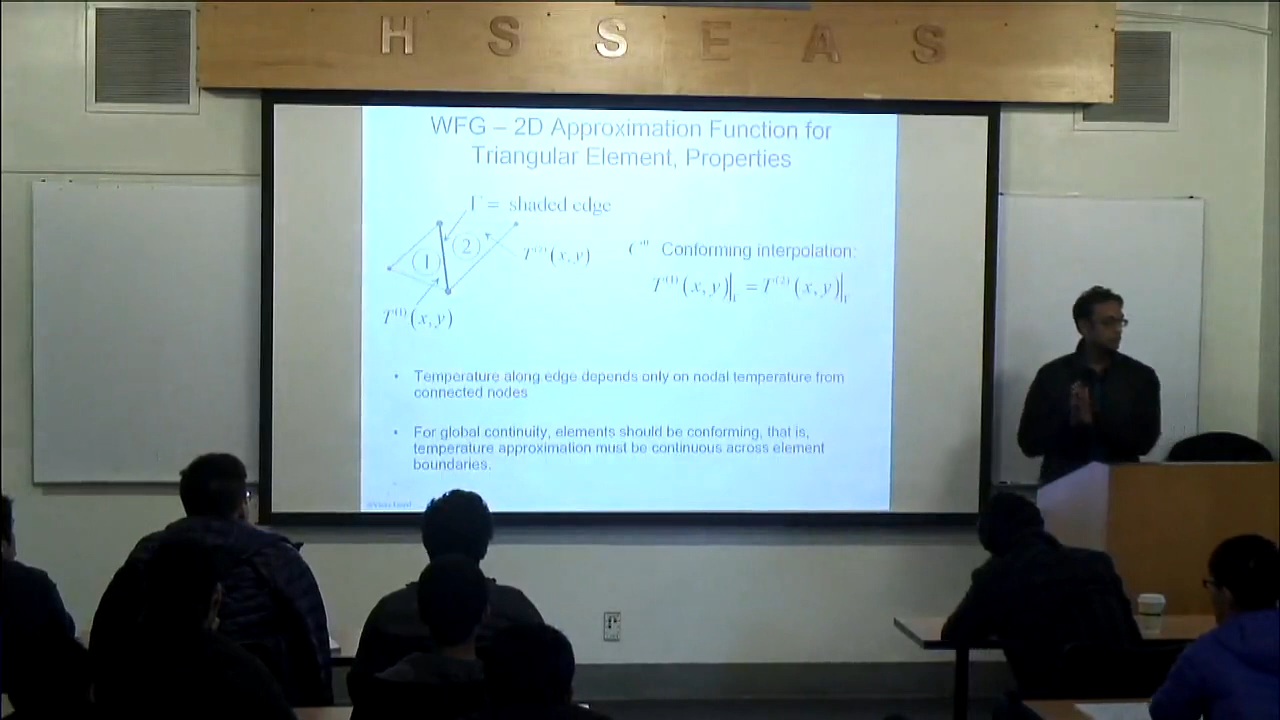 H S S E A S
WFG – 2D Approximation Function for
Triangular Element, Properties
Γ = shaded edge
1
2
T⁽²⁾(x,y)
T⁽¹⁾(x,y)
C⁽⁰⁾ Conforming interpolation:
T⁽¹⁾(x,y)|Γ = T⁽²⁾(x,y)|Γ
• Temperature along edge depends only on nodal temperature from
connected nodes
• For global continuity, elements should be conforming, that is,
temperature approximation must be continuous across element
boundaries.